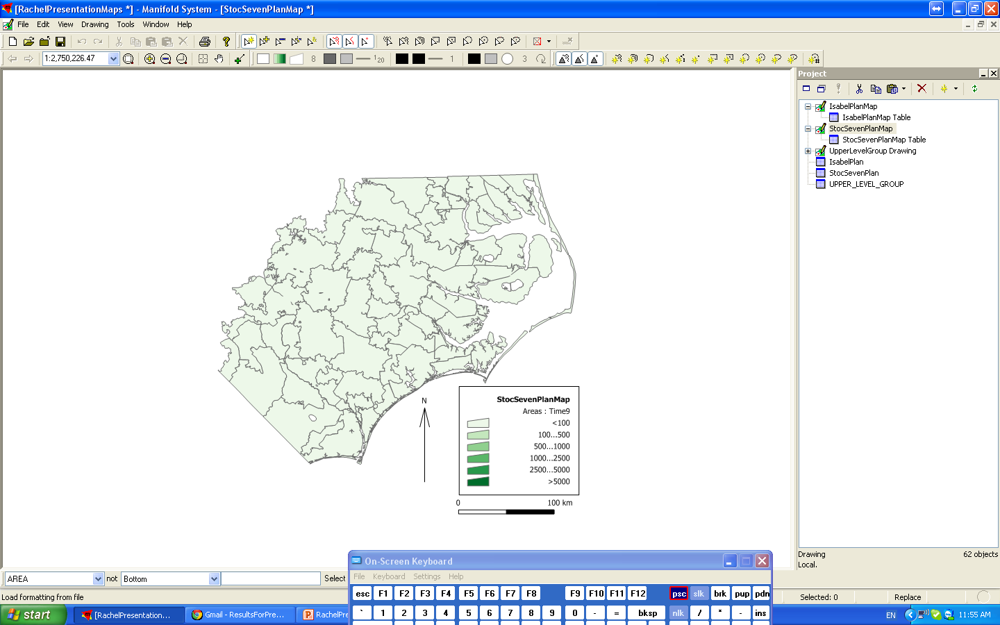 [RachelPresentationMaps *] - Manifold System - [StocSevenPlanMap *]
File Edit View Drawing Tools Window Help
1:2,750,226.47
8
1 20
1
3
Project
IsabelPlanMap
IsabelPlanMap Table
StocSevenPlanMap
StocSevenPlanMap Table
UpperLevelGroup Drawing
IsabelPlan
StocSevenPlan
UPPER_LEVEL_GROUP
N
StocSevenPlanMap
Areas : Time9
<100
100...500
500...1000
1000...2500
2500...5000
>5000
0 100 km
Drawing 62 objects
Local.
AREA not Bottom Select
Load formatting from file
Selected: 0 Replace
On-Screen Keyboard
File Keyboard Settings Help
esc F1 F2 F3 F4 F5 F6 F7 F8 F9 F10 F11 F12 psc slk brk pup pdn
` 1 2 3 4 5 6 7 8 9 0 - = bksp nlk / * - ins
start [RachelPresentation... Gmail - ResultsForPre... RachelPre EN 11:55 AM